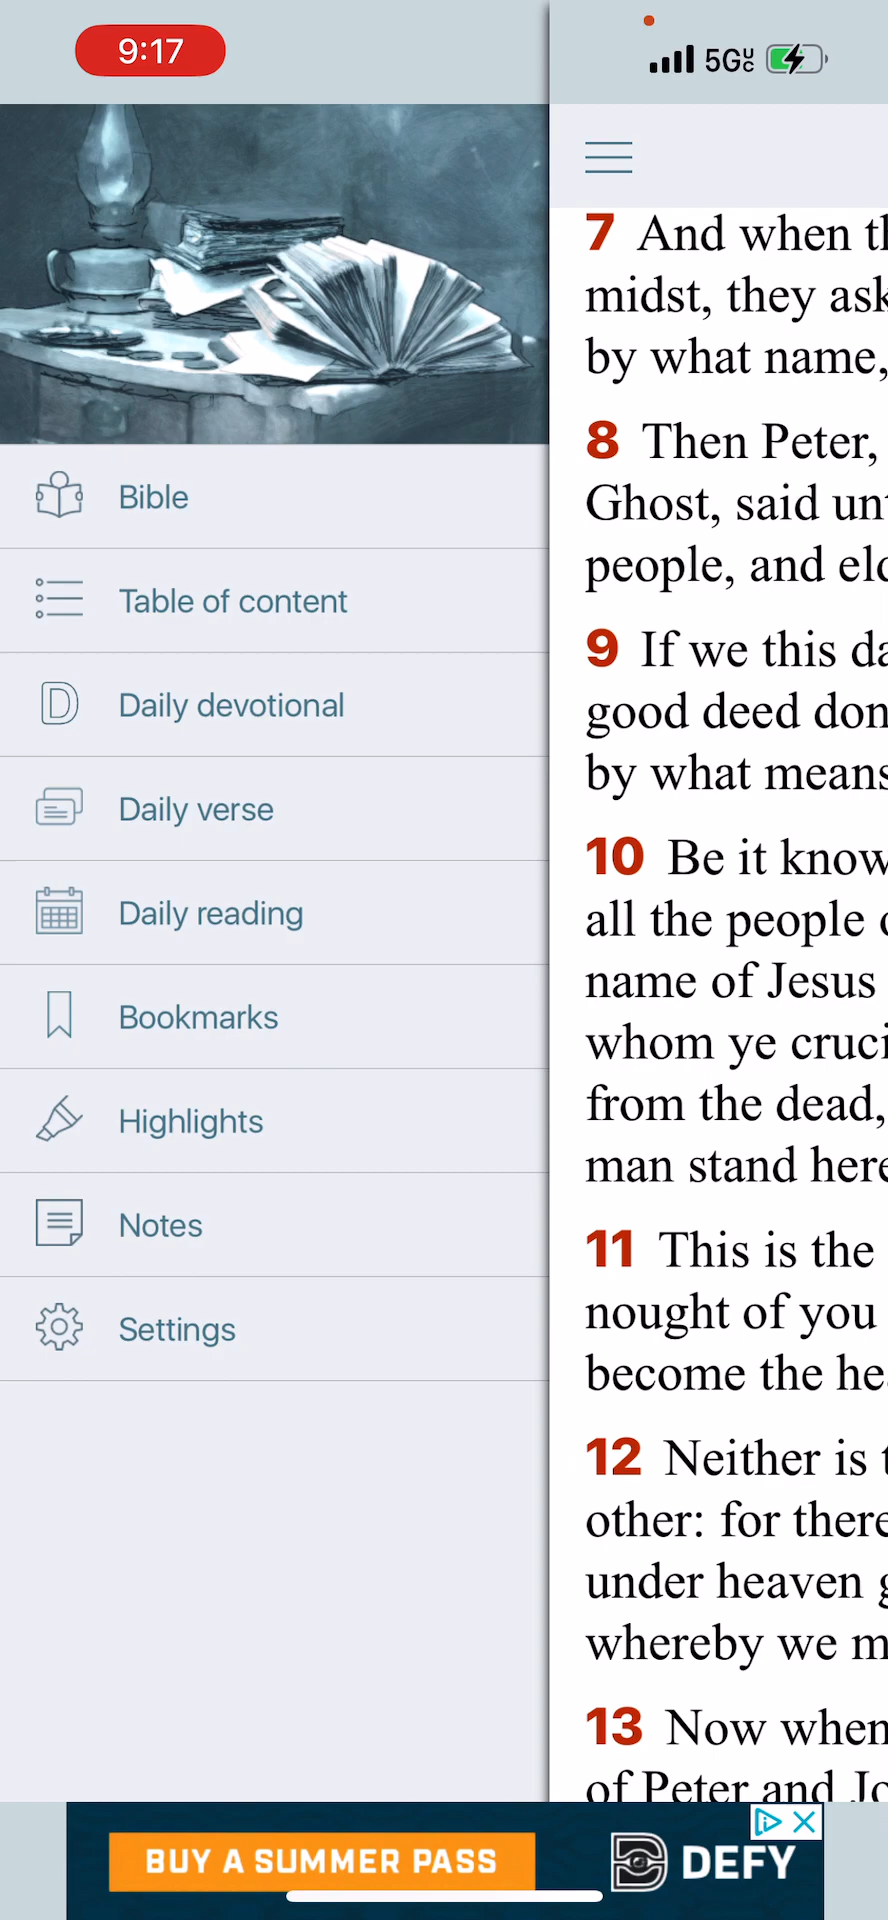 9:17
5G UC
Bible
Table of content
Daily devotional
Daily verse
Daily reading
Bookmarks
Highlights
Notes
Settings
7 And when
midst, they
by what name,
8 Then Peter,
Ghost, said
people, and
9 If we this
good deed
by what means
10 Be it
all the people
name of Jesus
whom ye
from the dead,
man stand here
11 This is the
nought of you
become the
12 Neither is
other: for there
under heaven
whereby we
13 Now when
of Peter and
BUY A SUMMER PASS
DEFY